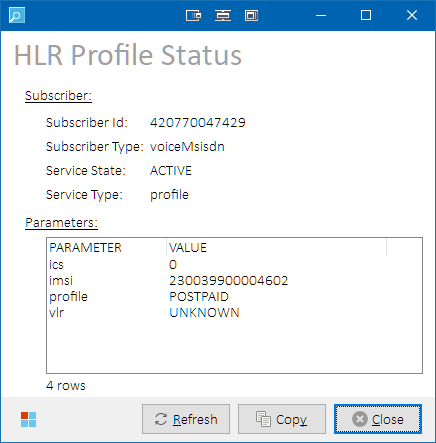 HLR Profile Status
Subscriber:
Subscriber Id: 420770047429
Subscriber Type: voiceMsisdn
Service State: ACTIVE
Service Type: profile
Parameters:
PARAMETER VALUE
ics 0
imsi 230039900004602
profile POSTPAID
vlr UNKNOWN
4 rows
Refresh Copy Close